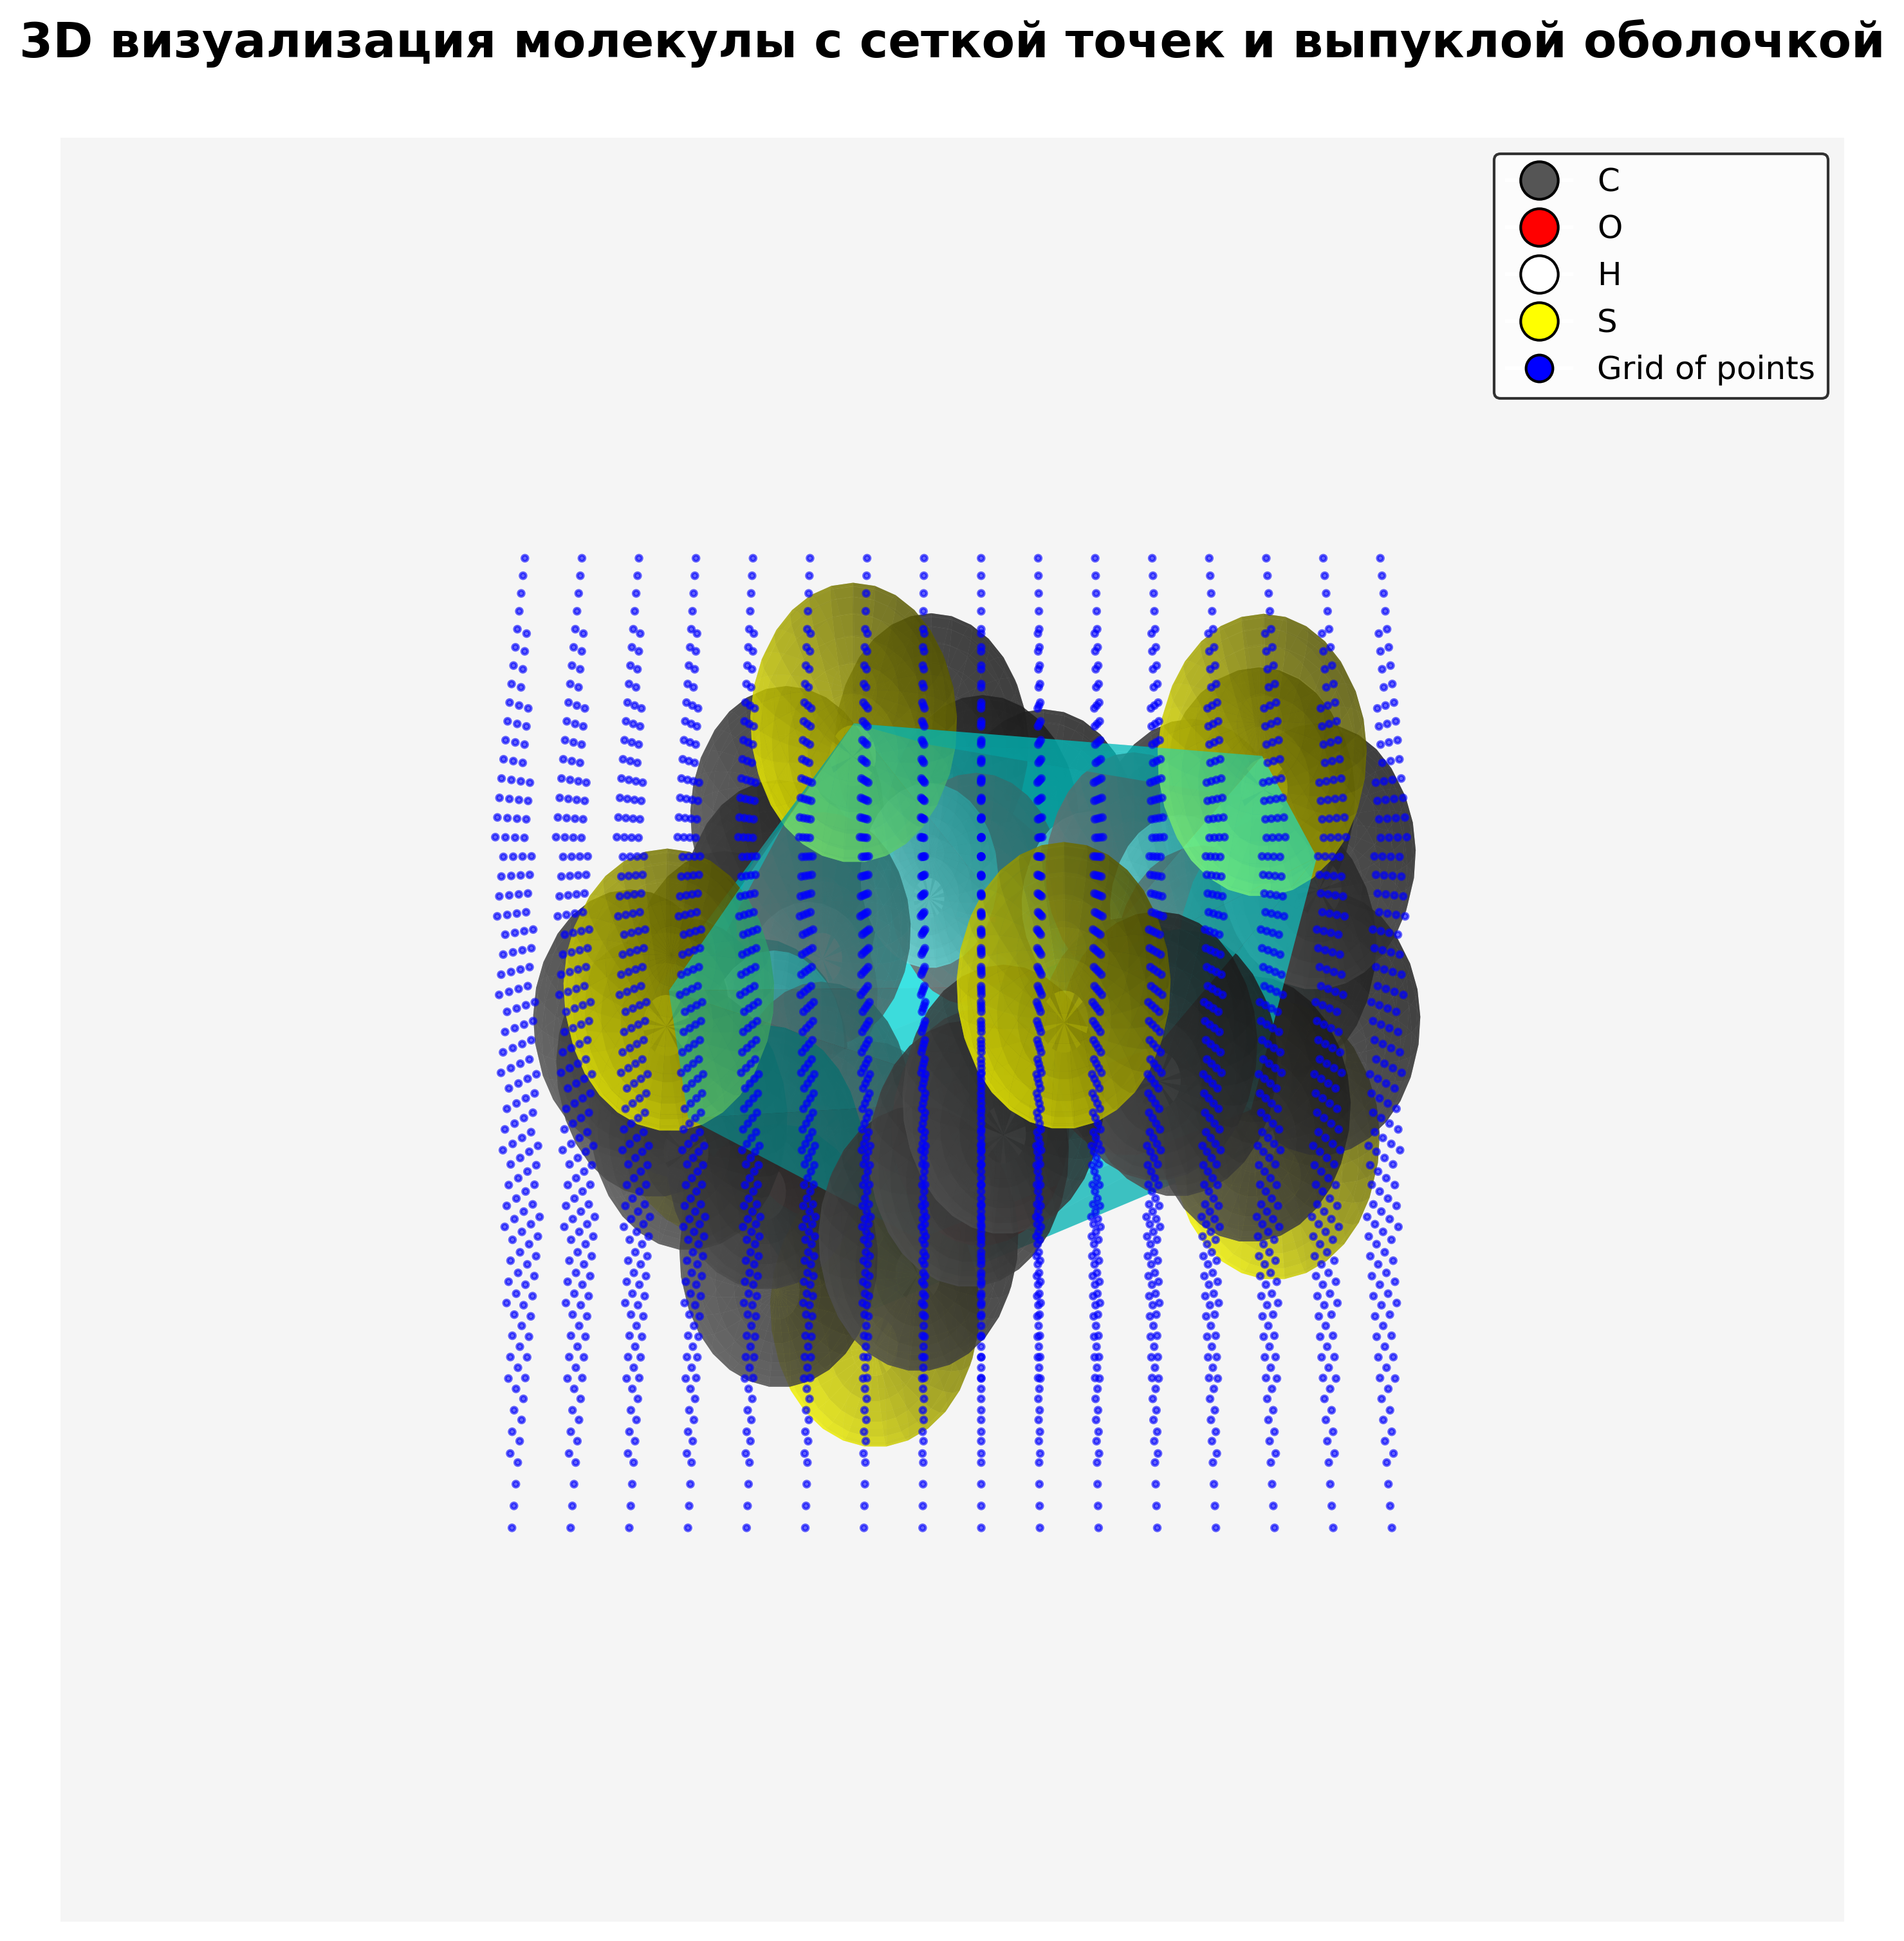 3D визуализация молекулы с сеткой точек и выпуклой оболочкой
C
O
H
S
Grid of points